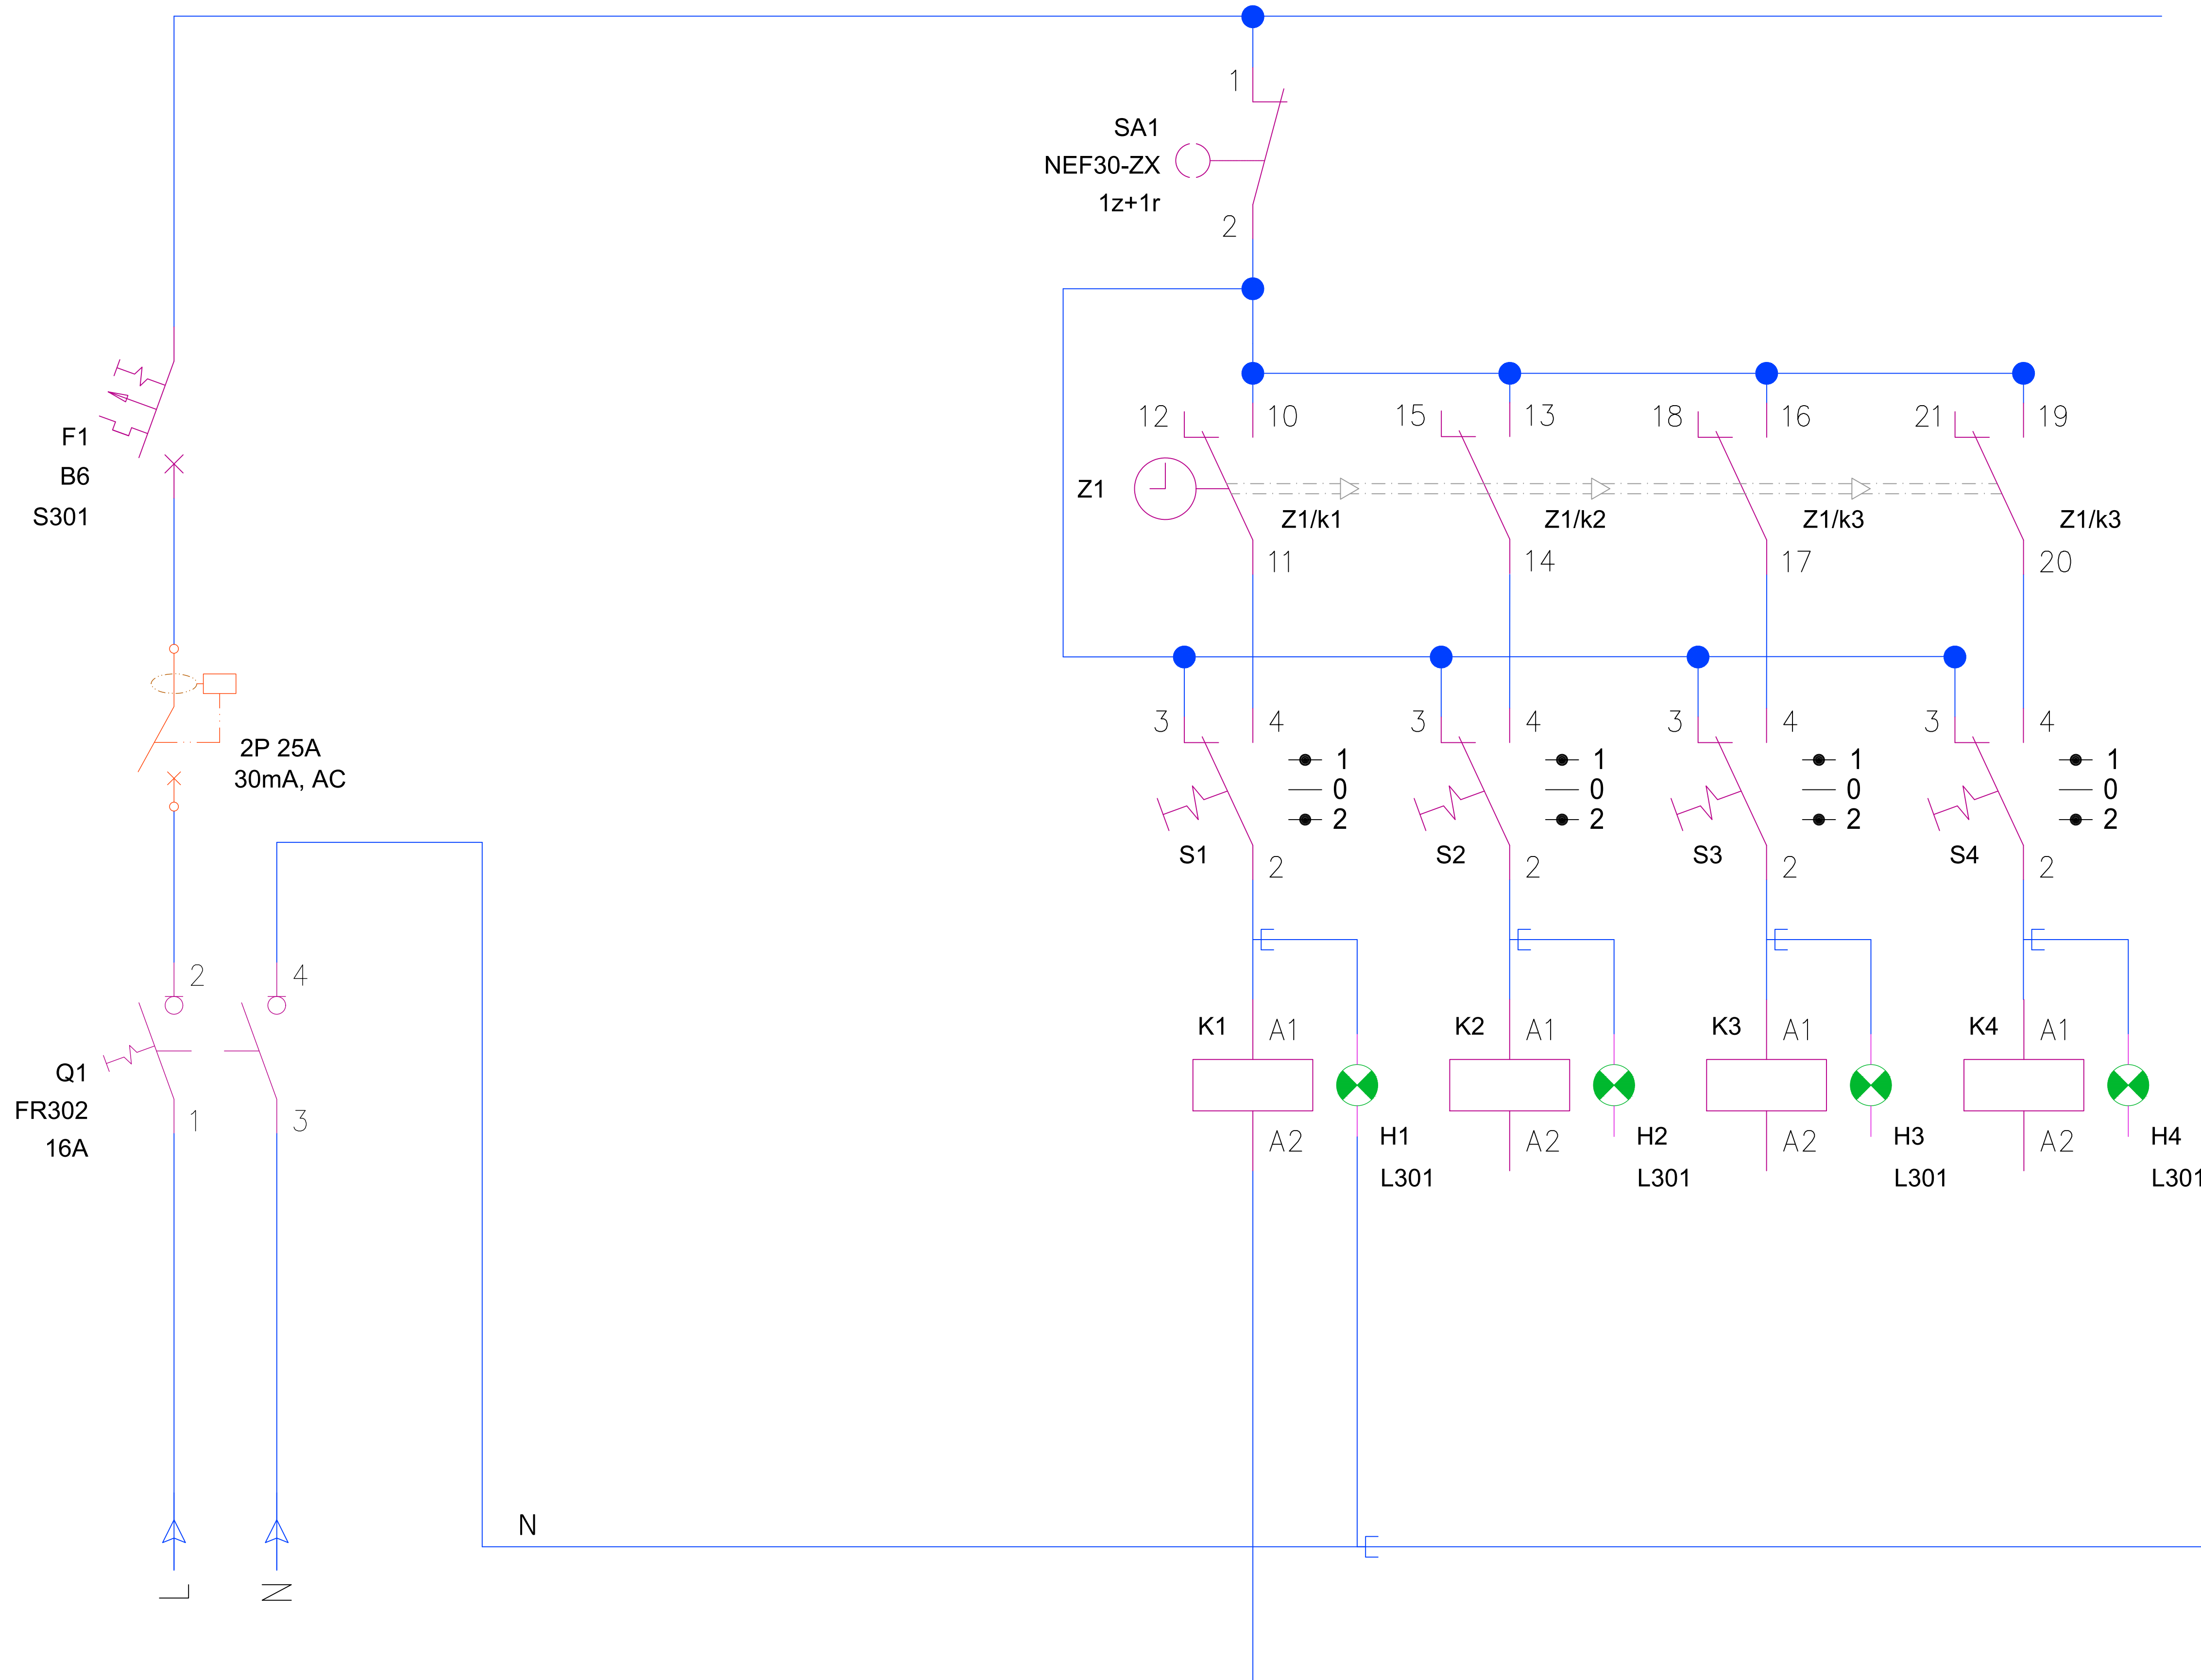 1
SA1
NEF30-ZX
1z+1r
2
12
10
15
13
18
16
21
19
F1
B6
S301
Z1
Z1/k1
Z1/k2
Z1/k3
Z1/k3
11
14
17
20
3
4
3
4
3
4
3
4
2P 25A
30mA, AC
1
0
2
1
0
2
1
0
2
1
0
2
S1
2
S2
2
S3
2
S4
2
2
4
K1
A1
K2
A1
K3
A1
K4
A1
Q1
FR302
16A
1
3
A2
H1
L301
A2
H2
L301
A2
H3
L301
A2
H4
L301
N
L
N